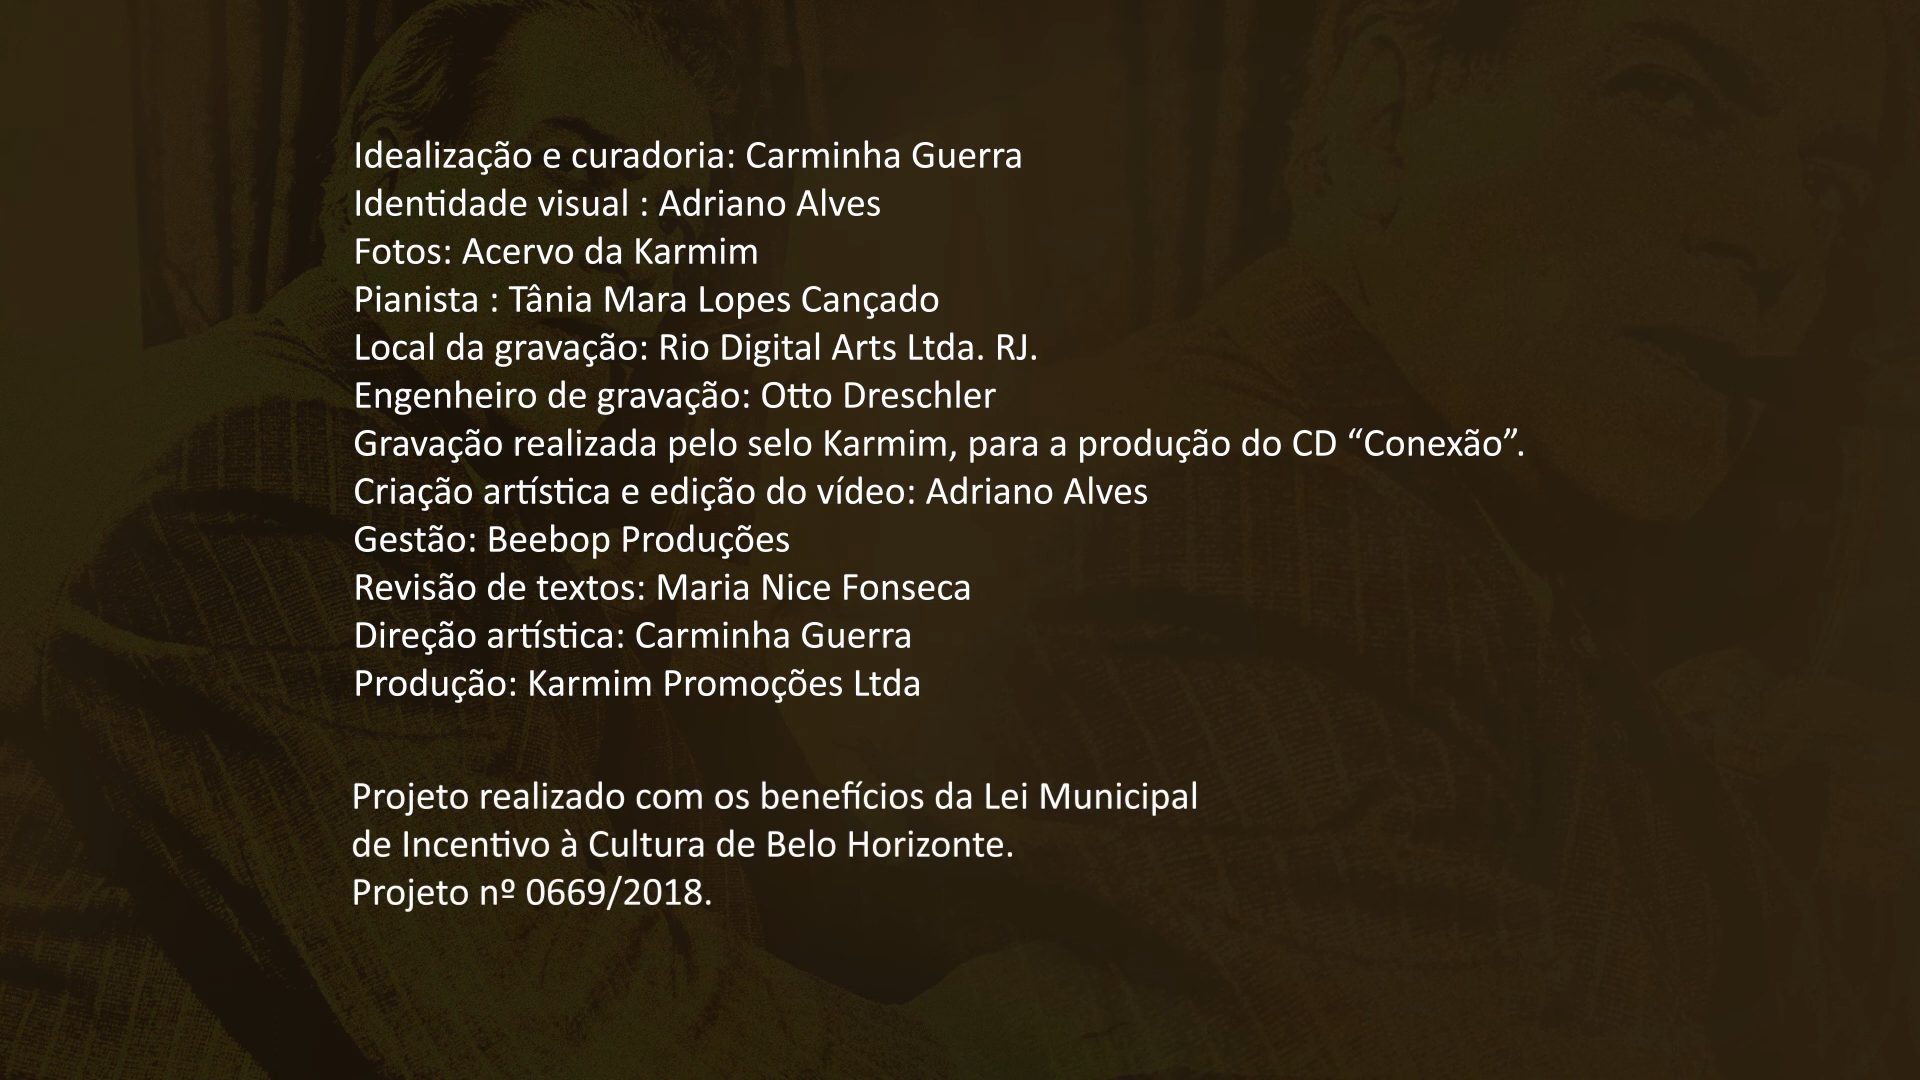 Idealização e curadoria: Carminha Guerra
Identidade visual : Adriano Alves
Fotos: Acervo da Karmim
Pianista : Tânia Mara Lopes Cançado
Local da gravação: Rio Digital Arts Ltda. RJ.
Engenheiro de gravação: Otto Dreschler
Gravação realizada pelo selo Karmim, para a produção do CD “Conexão”.
Criação artística e edição do vídeo: Adriano Alves
Gestão: Beebop Produções
Revisão de textos: Maria Nice Fonseca
Direção artística: Carminha Guerra
Produção: Karmim Promoções Ltda
Projeto realizado com os benefícios da Lei Municipal
de Incentivo à Cultura de Belo Horizonte.
Projeto nº 0669/2018.